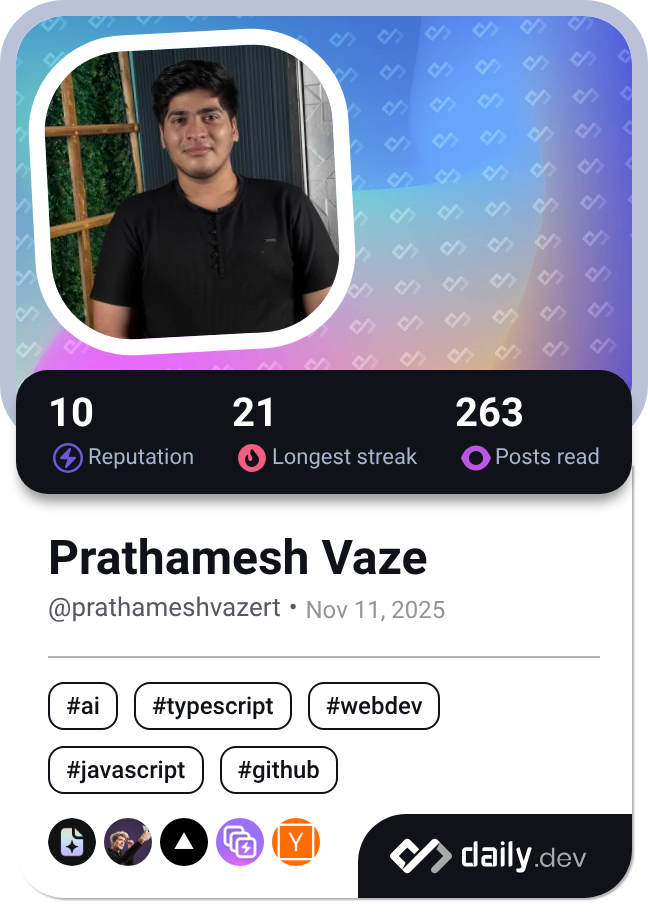 10 21 263
Reputation Longest streak Posts read
Prathamesh Vaze
@prathameshvazert • Nov 11, 2025
#ai #typescript #webdev
#javascript #github
Y
daily.dev